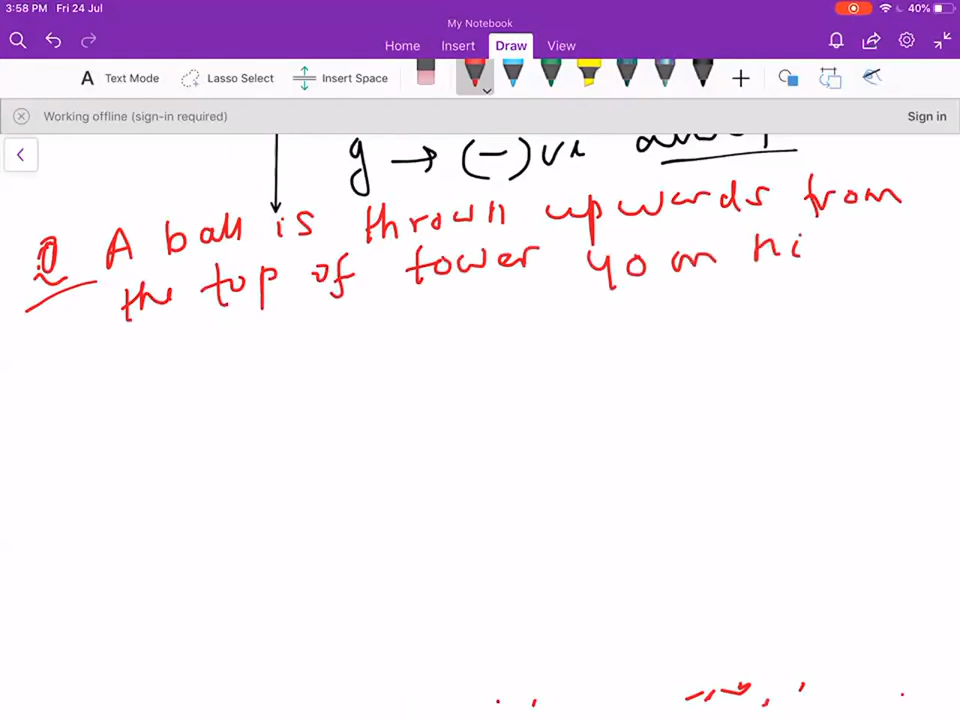 3:58 PM Fri 24 Jul
40%
My Notebook
Home Insert Draw View
A Text Mode Lasso Select Insert Space
Working offline (sign-in required) Sign in
g → (-)ve
Q A ball is thrown upwards from
the top of tower 40 m hi